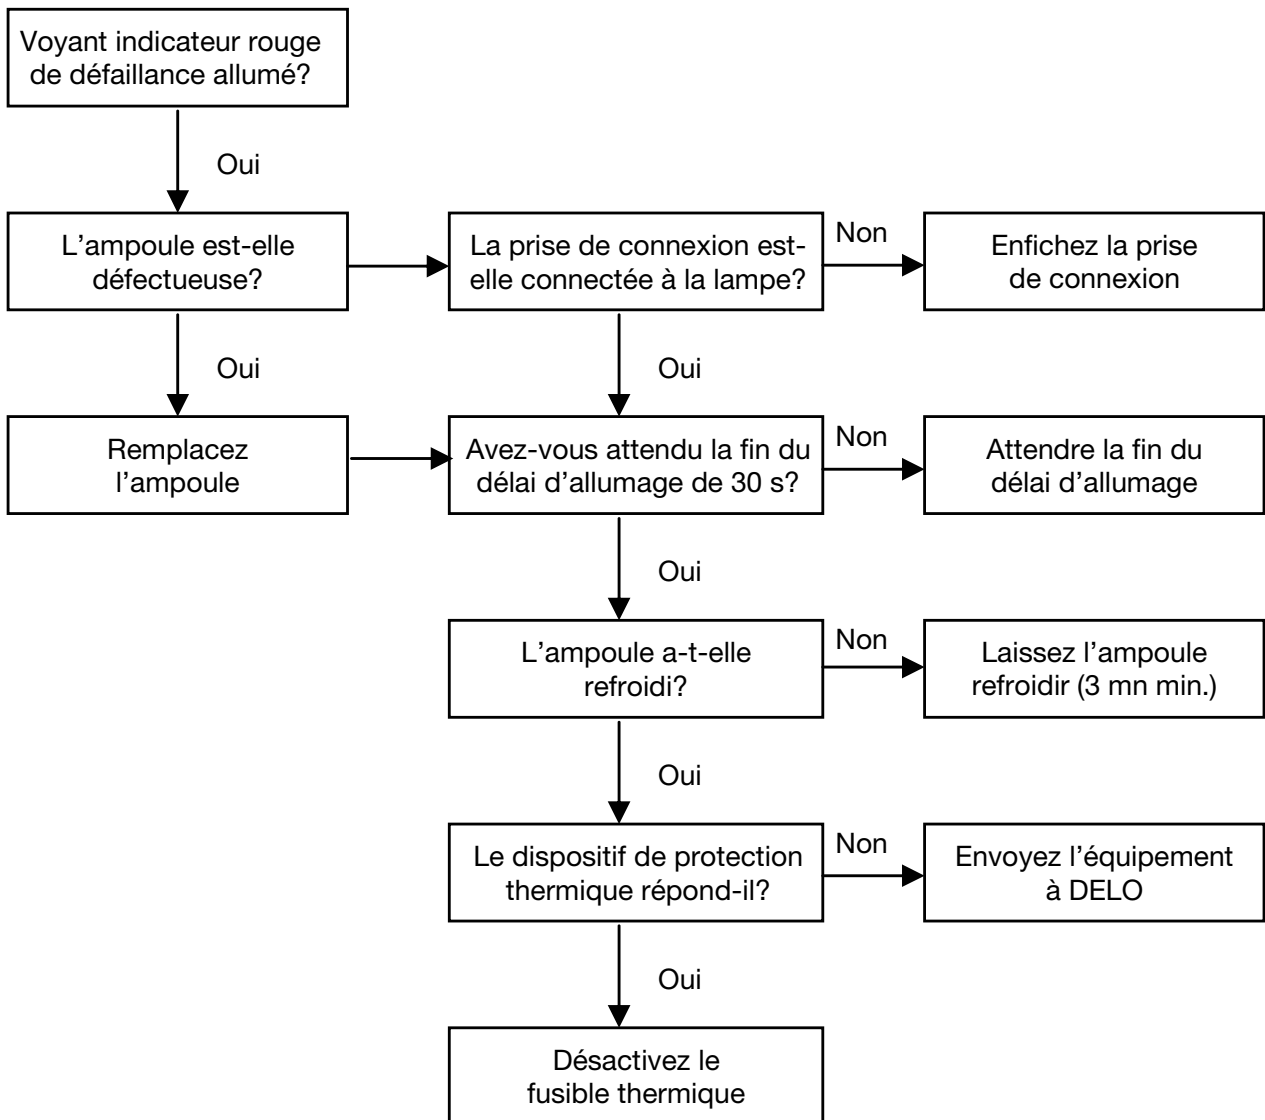 Voyant indicateur rouge
de défaillance allumé?
Oui
L’ampoule est-elle
défectueuse?
La prise de connexion est-
elle connectée à la lampe?
Non
Enfichez la prise
de connexion
Oui
Oui
Remplacez
l’ampoule
Avez-vous attendu la fin du
délai d’allumage de 30 s?
Non
Attendre la fin du
délai d’allumage
Oui
L’ampoule a-t-elle
refroidi?
Non
Laissez l’ampoule
refroidir (3 mn min.)
Oui
Le dispositif de protection
thermique répond-il?
Non
Envoyez l’équipement
à DELO
Oui
Désactivez le
fusible thermique